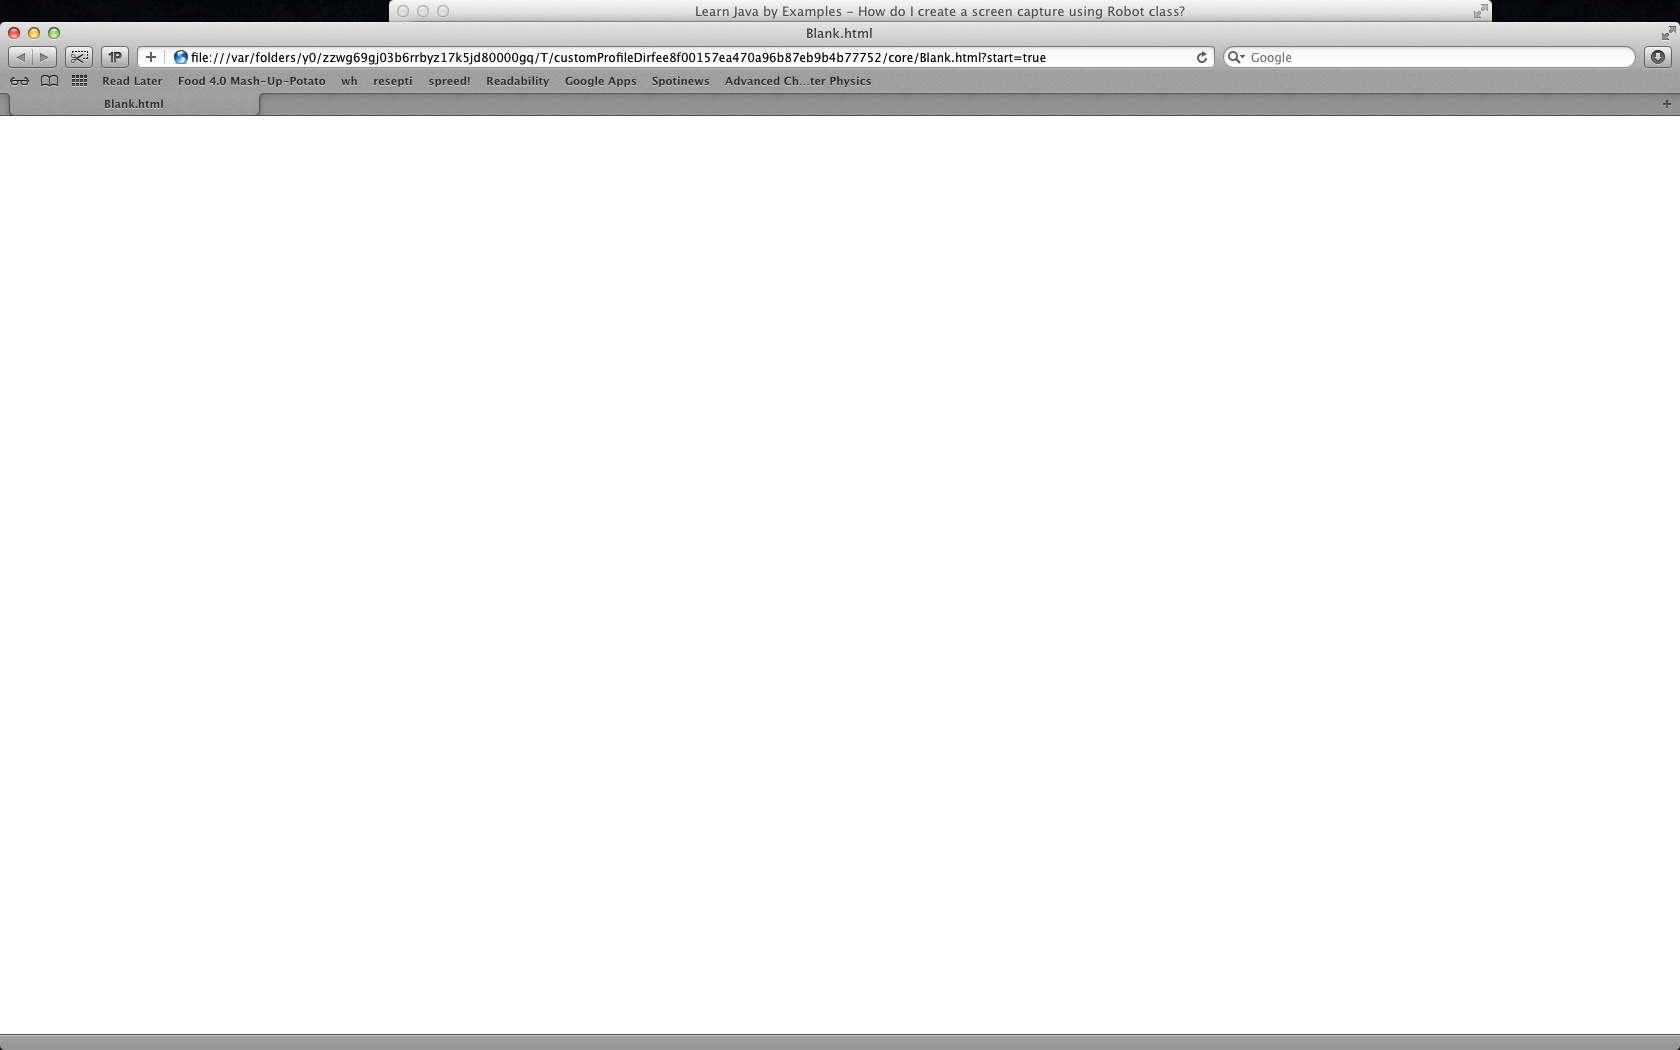 Learn Java by Examples – How do I create a screen capture using Robot class?
Blank.html
1P + file:///var/folders/y0/zzwg69gj03b6rrbyz17k5jd80000gq/T/customProfileDirfee8f00157ea470a96b87eb9b4b77752/core/Blank.html?start=true Google
Read Later Food 4.0 Mash-Up-Potato wh resepti spreed! Readability Google Apps Spotinews Advanced Ch...ter Physics
Blank.html +